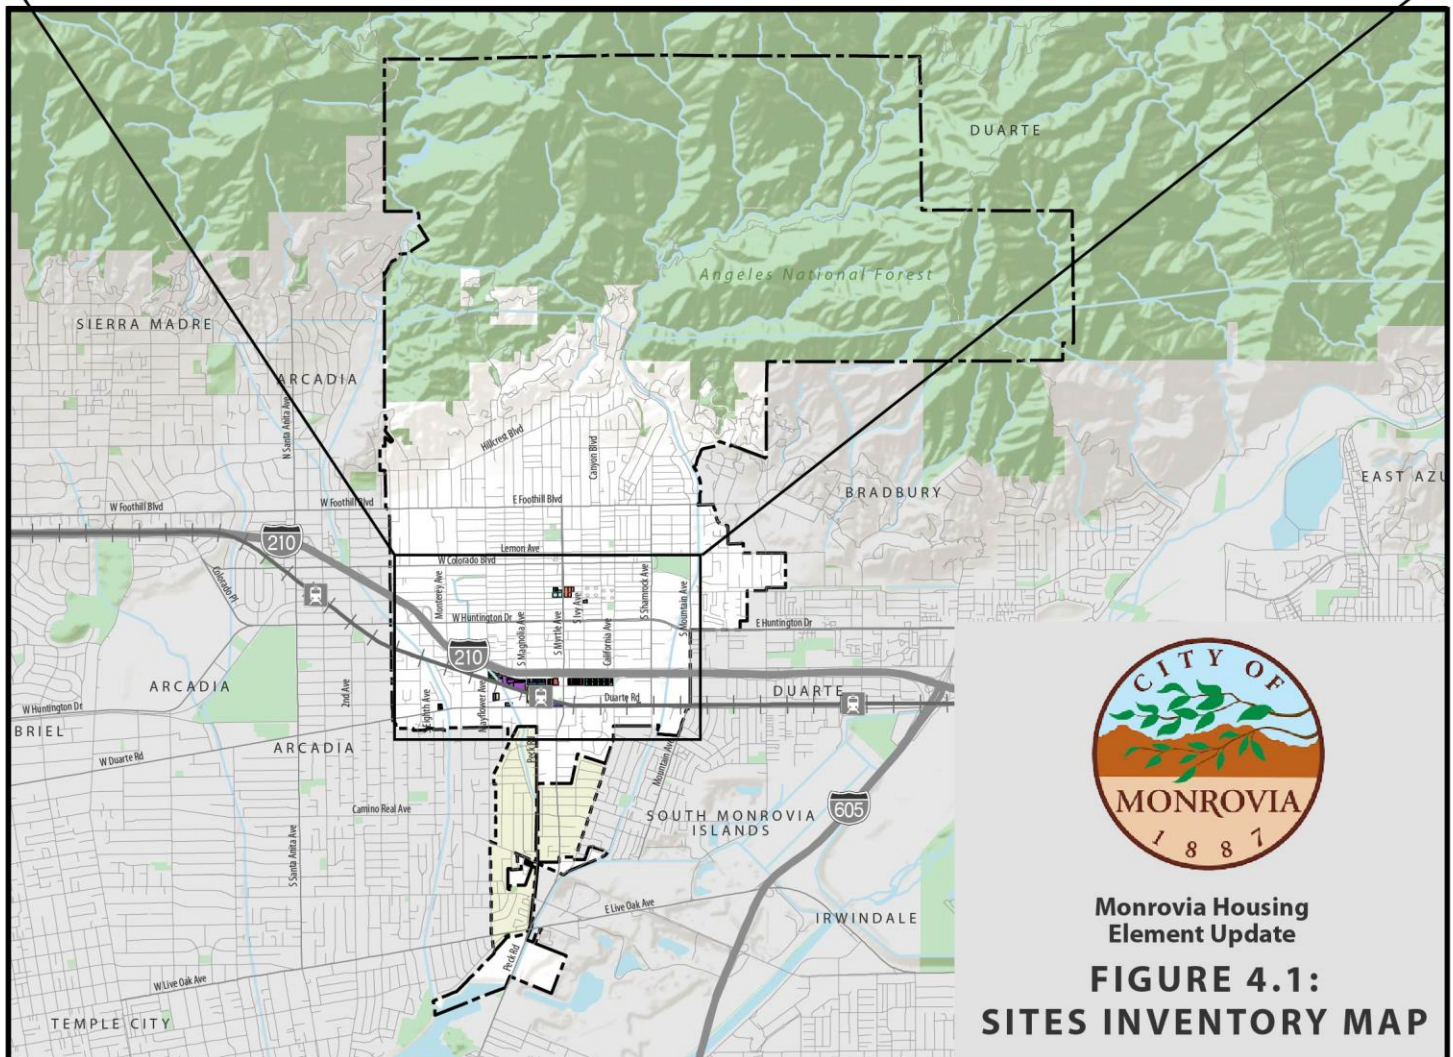 DUARTE
Angeles National Forest
SIERRA MADRE
ARCADIA
N Santa Anita Ave
Hillcrest Blvd
Canyon Blvd
BRADBURY
EAST AZU
W Foothill Blvd
W Foothill Blvd
E Foothill Blvd
210
Lemon Ave
W Colorado Blvd
Colorado Pl
Monterey Ave
S Ivy Ave
S Shamrock Ave
S Mountain Ave
W Huntington Dr
S Magnolia Ave
S Myrtle Ave
California Ave
E Huntington Dr
210
ARCADIA
2nd Ave
DUARTE
Duarte Rd
W Huntington Dr
S Eighth Ave
Mayflower Ave
BRIEL
ARCADIA
W Duarte Rd
Peck Rd
Mountain Ave
Camino Real Ave
SOUTH MONROVIA
ISLANDS
605
S Santa Anita Ave
E Live Oak Ave
IRWINDALE
Peck Rd
W Live Oak Ave
TEMPLE CITY
CITY OF
MONROVIA
1887
Monrovia Housing
Element Update
FIGURE 4.1:
SITES INVENTORY MAP